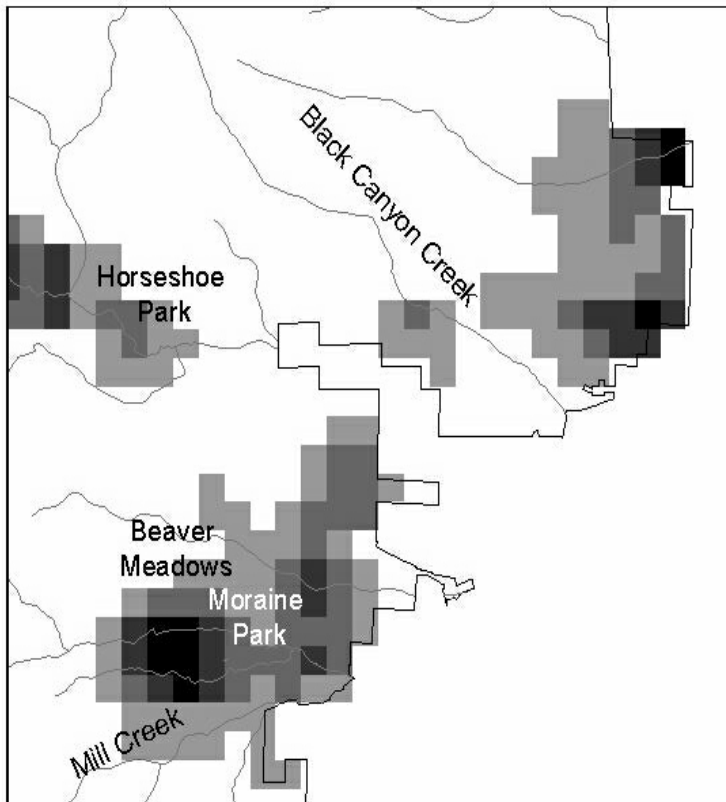 Black Canyon Creek
Horseshoe
Park
Beaver
Meadows
Moraine
Park
Mill Creek